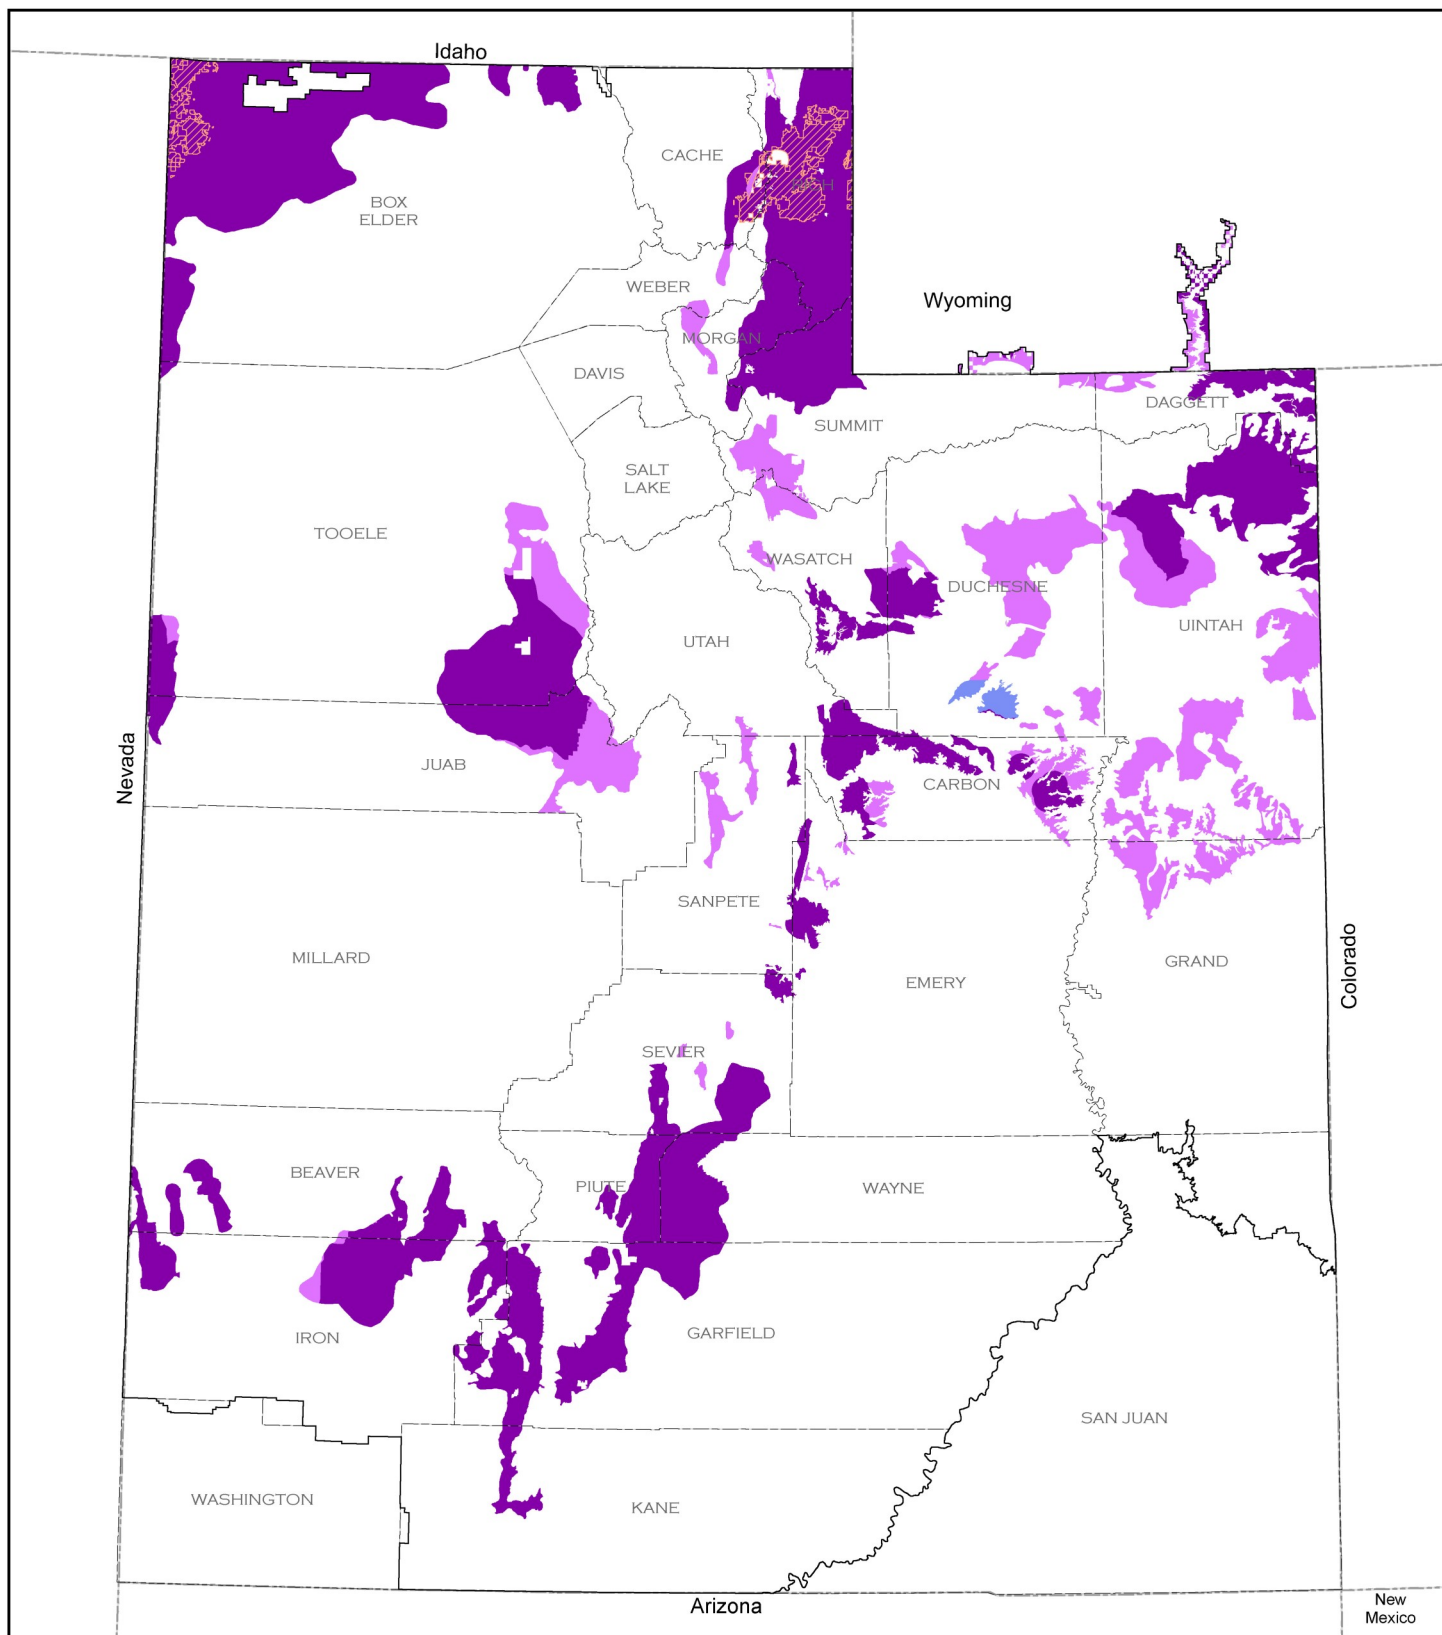 Idaho
CACHE
BOX
ELDER
WEBER
Wyoming
MORGAN
DAVIS
DAGGETT
SUMMIT
SALT
LAKE
TOOELE
WASATCH
DUCHESNE
UINTAH
UTAH
JUAB
CARBON
Nevada
SANPETE
MILLARD
GRAND
EMERY
Colorado
SEVIER
BEAVER
PIUTE
WAYNE
IRON
GARFIELD
SAN JUAN
WASHINGTON
KANE
Arizona
New
Mexico